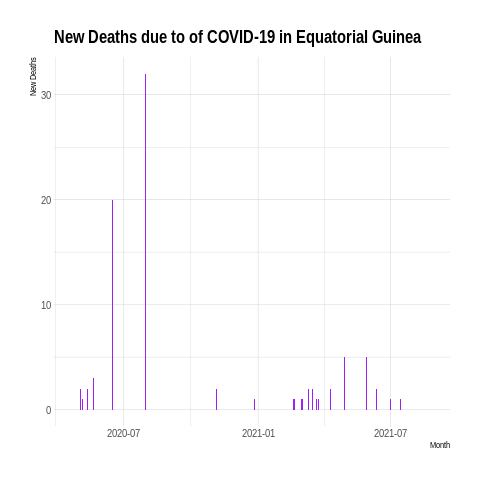 New Deaths due to of COVID-19 in Equatorial Guinea
New Deaths
30
20
10
0
2020-07 2021-01 2021-07
Month